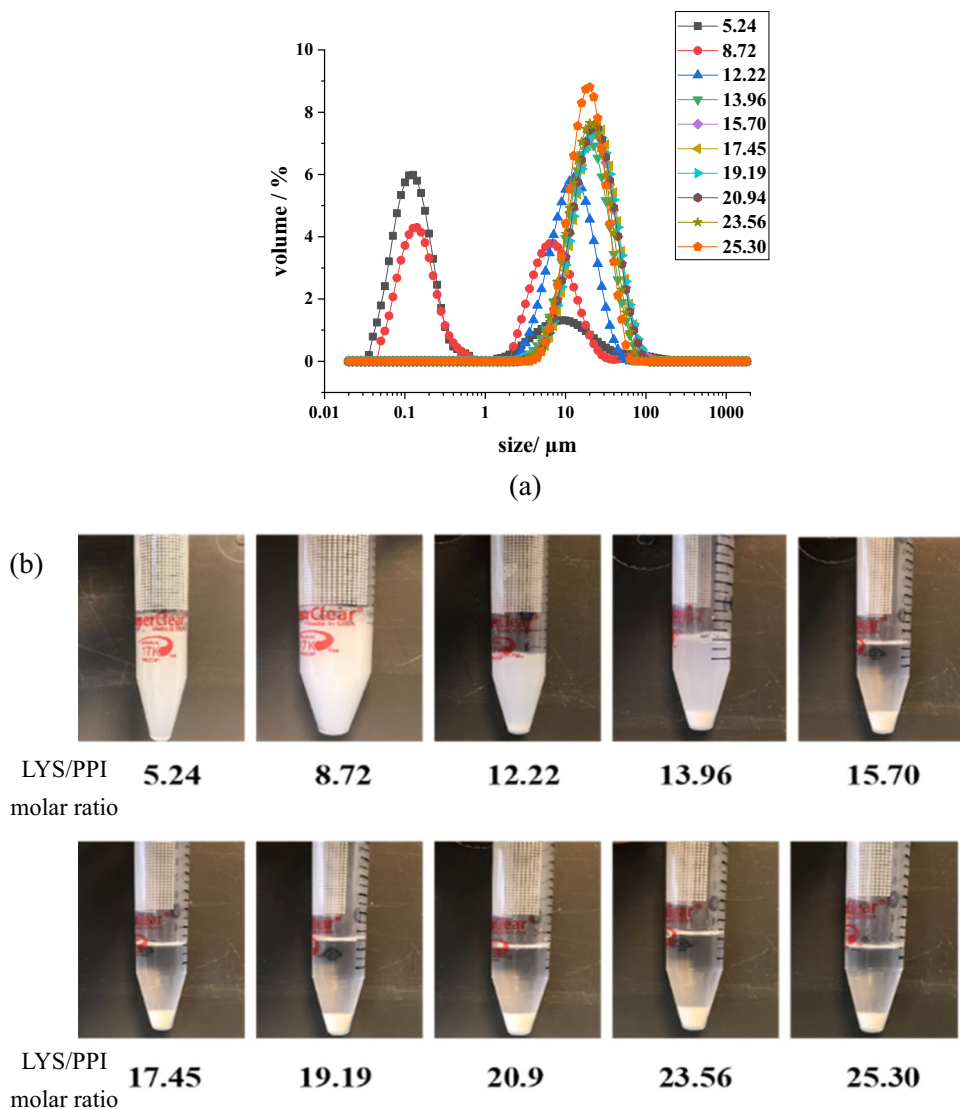 5.24
8.72
12.22
13.96
15.70
17.45
19.19
20.94
23.56
25.30
10
8
6
4
2
0
volume / %
0.01 0.1 1 10 100 1000
size/ µm
(a)
(b)
LYS/PPI
molar ratio
5.24 8.72 12.22 13.96 15.70
LYS/PPI
molar ratio
17.45 19.19 20.9 23.56 25.30